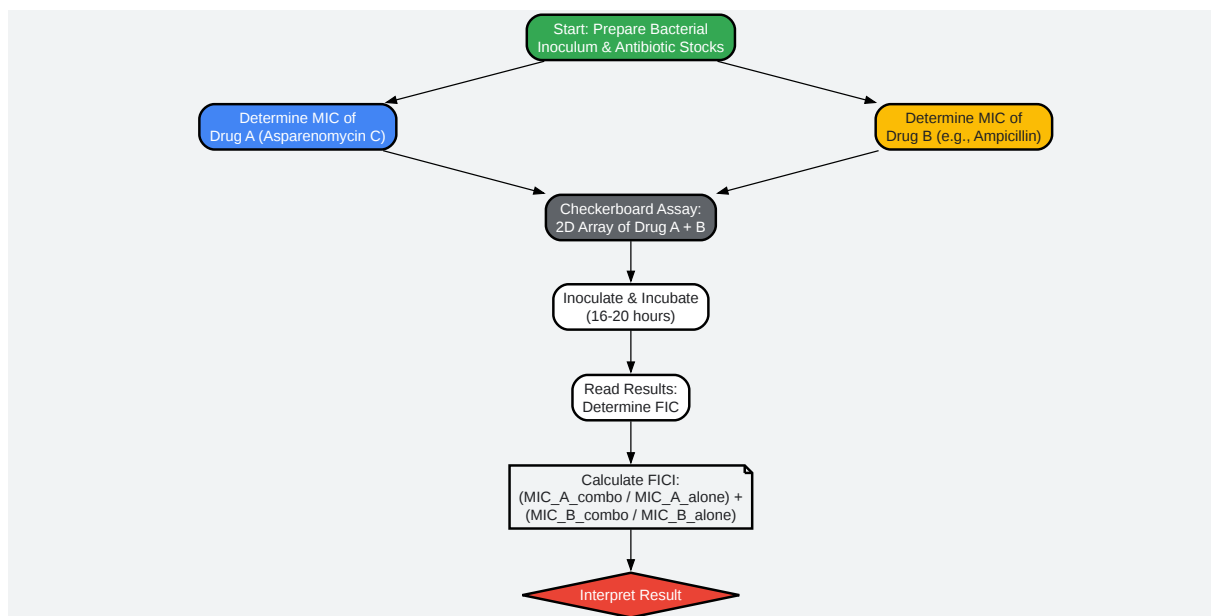 Start: Prepare Bacterial
Inoculum & Antibiotic Stocks
Determine MIC of
Drug A (Asparenomycin C)
Determine MIC of
Drug B (e.g., Ampicillin)
Checkerboard Assay:
2D Array of Drug A + B
Inoculate & Incubate
(16-20 hours)
Read Results:
Determine FIC
Calculate FICI:
(MIC_A_combo / MIC_A_alone) +
(MIC_B_combo / MIC_B_alone)
Interpret Result